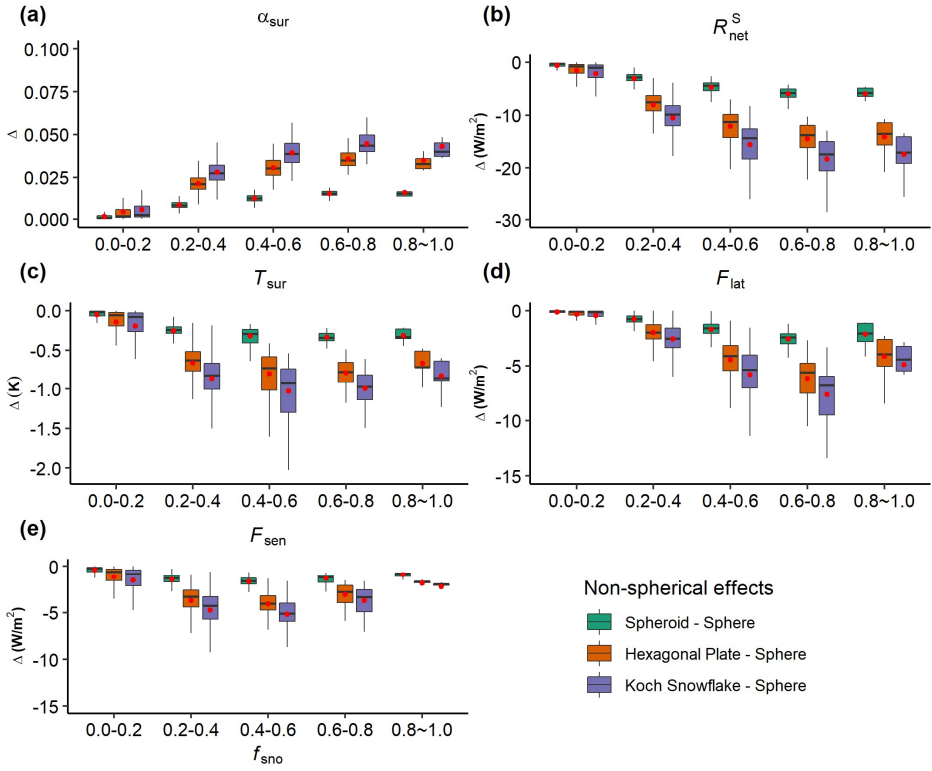 (a) α_sur
Δ
0.100
0.075
0.050
0.025
0.000
0.0-0.2 0.2-0.4 0.4-0.6 0.6-0.8 0.8~1.0
(b) R^S_net
Δ (W/m²)
0
-10
-20
-30
0.0-0.2 0.2-0.4 0.4-0.6 0.6-0.8 0.8~1.0
(c) T_sur
Δ (K)
0.0
-0.5
-1.0
-1.5
-2.0
0.0-0.2 0.2-0.4 0.4-0.6 0.6-0.8 0.8~1.0
(d) F_lat
Δ (W/m²)
0
-5
-10
-15
0.0-0.2 0.2-0.4 0.4-0.6 0.6-0.8 0.8~1.0
(e) F_sen
Δ (W/m²)
0
-5
-10
-15
0.0-0.2 0.2-0.4 0.4-0.6 0.6-0.8 0.8~1.0
f_sno
Non-spherical effects
Spheroid - Sphere
Hexagonal Plate - Sphere
Koch Snowflake - Sphere